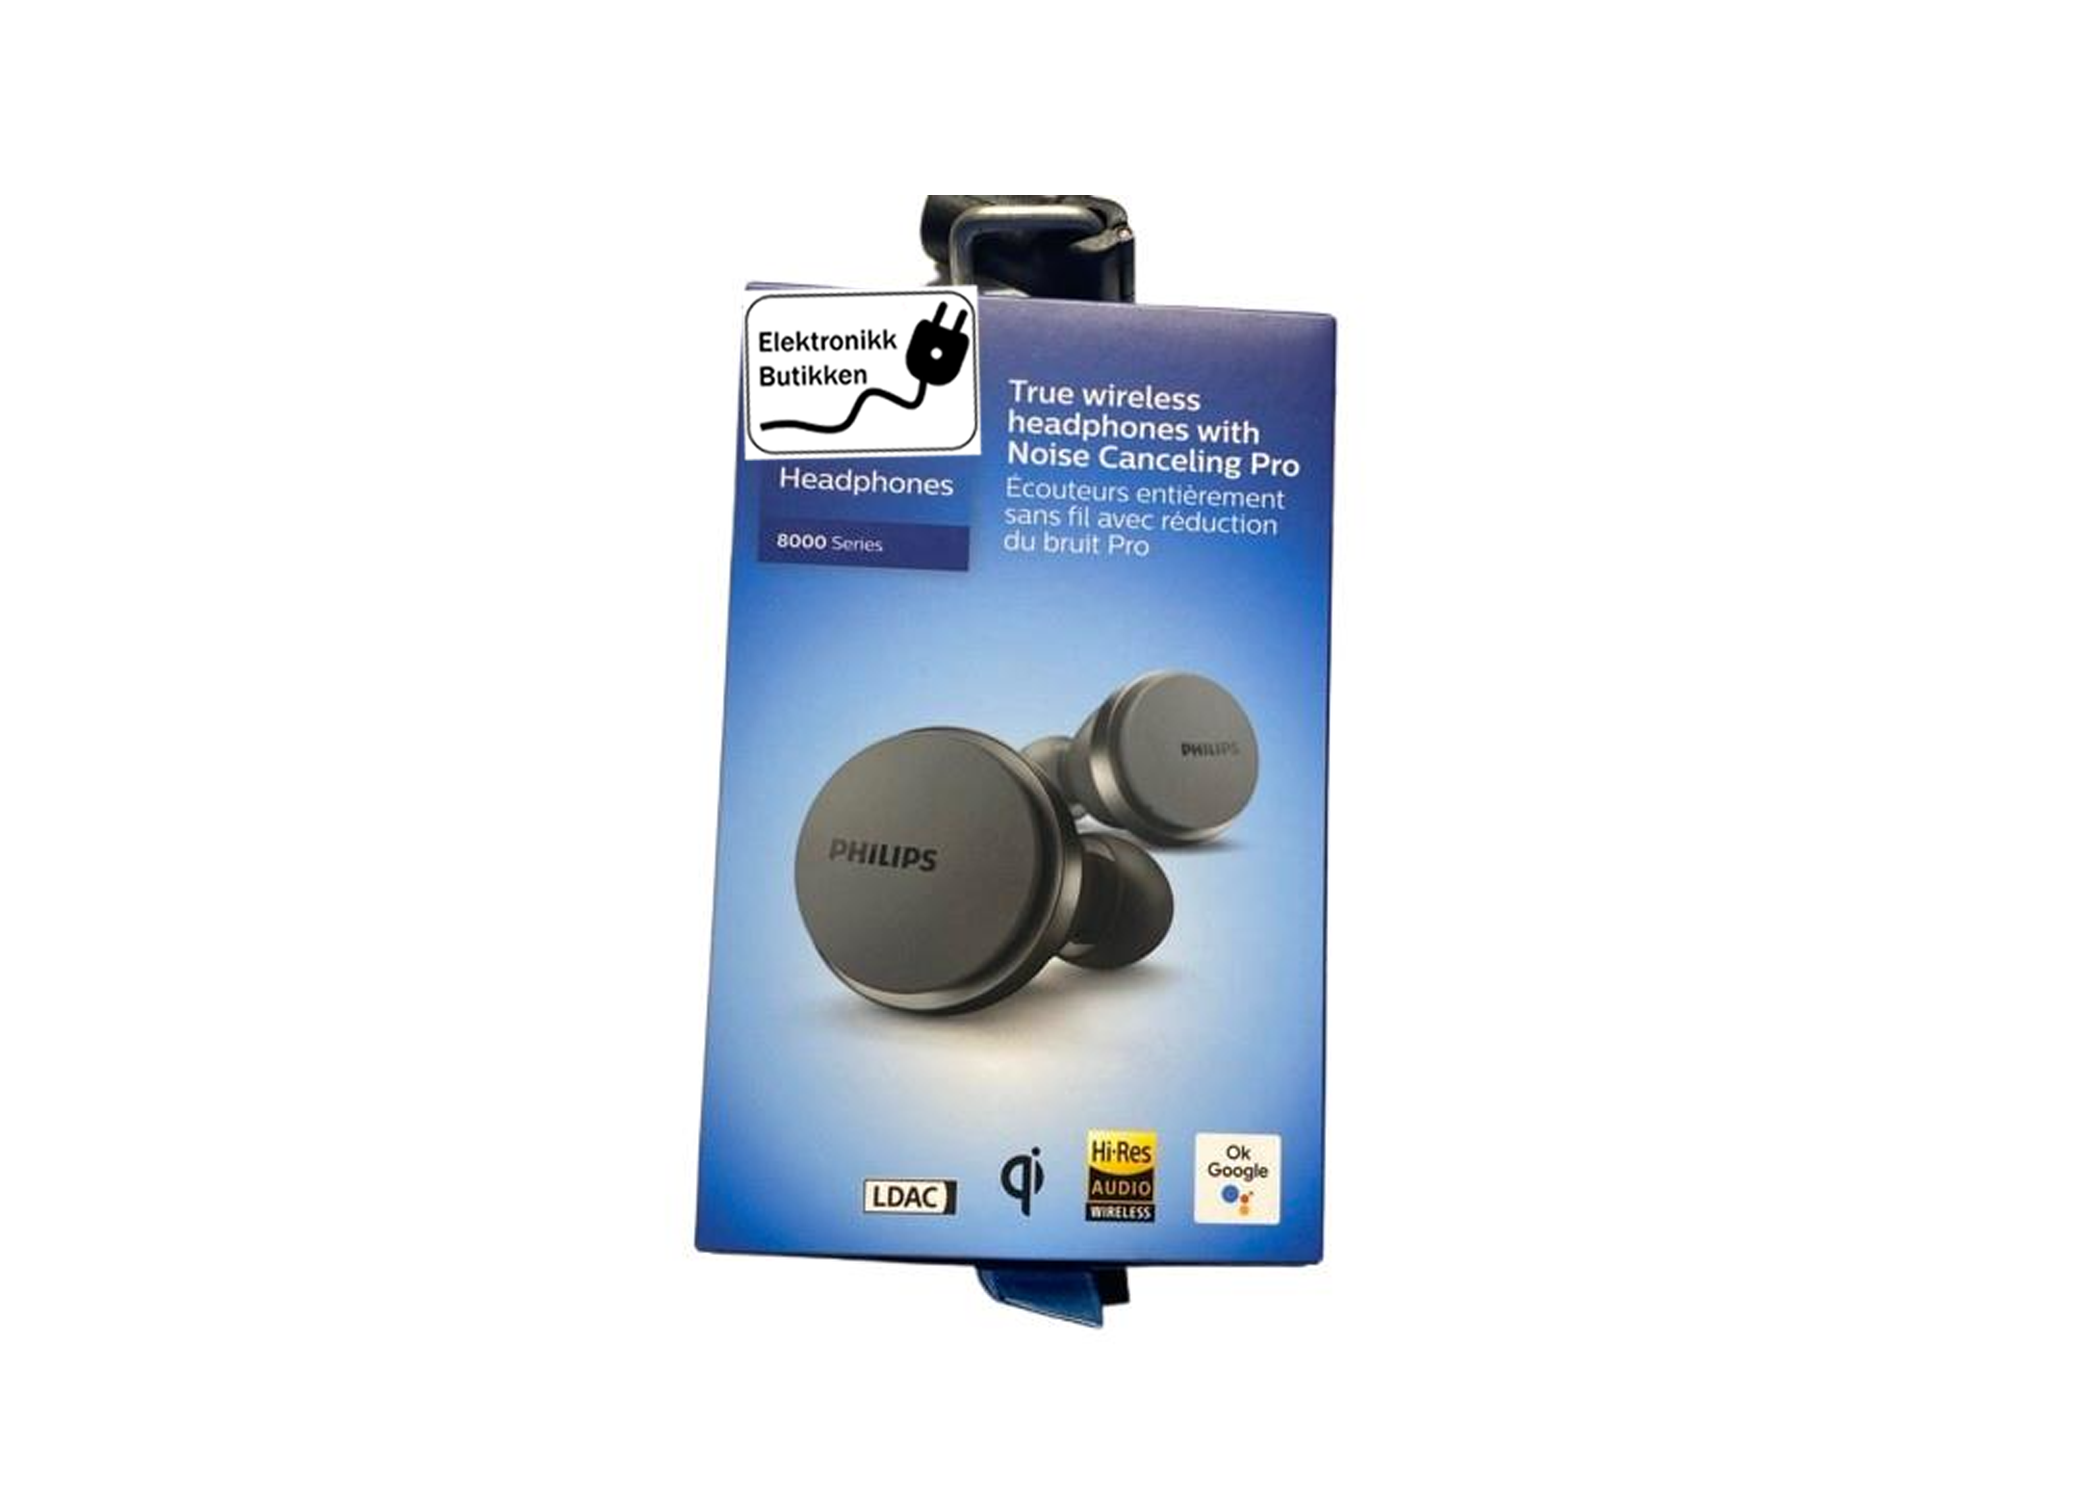 Elektronikk
Butikken
Headphones
8000 Series
True wireless
headphones with
Noise Canceling Pro
Écouteurs entièrement
sans fil avec réduction
du bruit Pro
PHILIPS
PHILIPS
LDAC
qi
Hi-Res
AUDIO
WIRELESS
Ok
Google